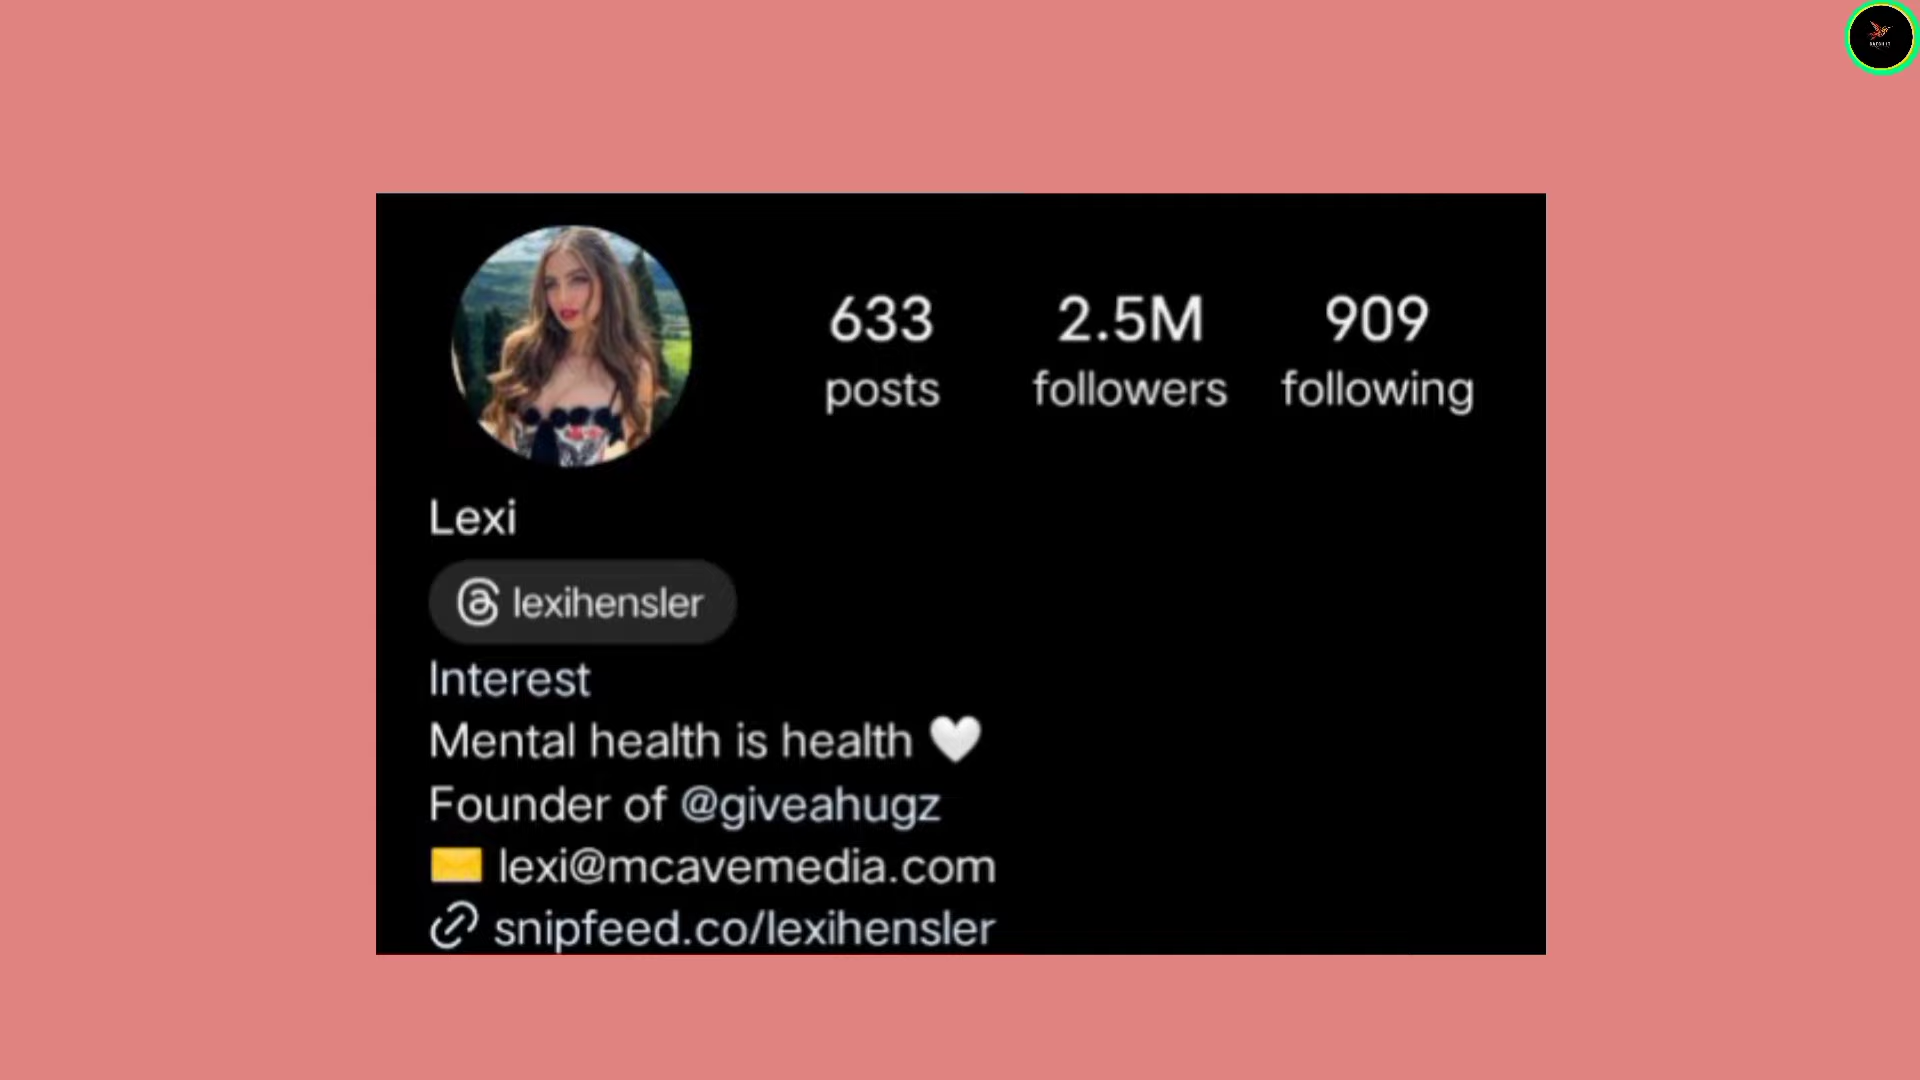 633 2.5M 909
posts followers following
Lexi
lexihensler
Interest
Mental health is health 🤍
Founder of @giveahugz
✉️ lexi@mcavemedia.com
snipfeed.co/lexihensler